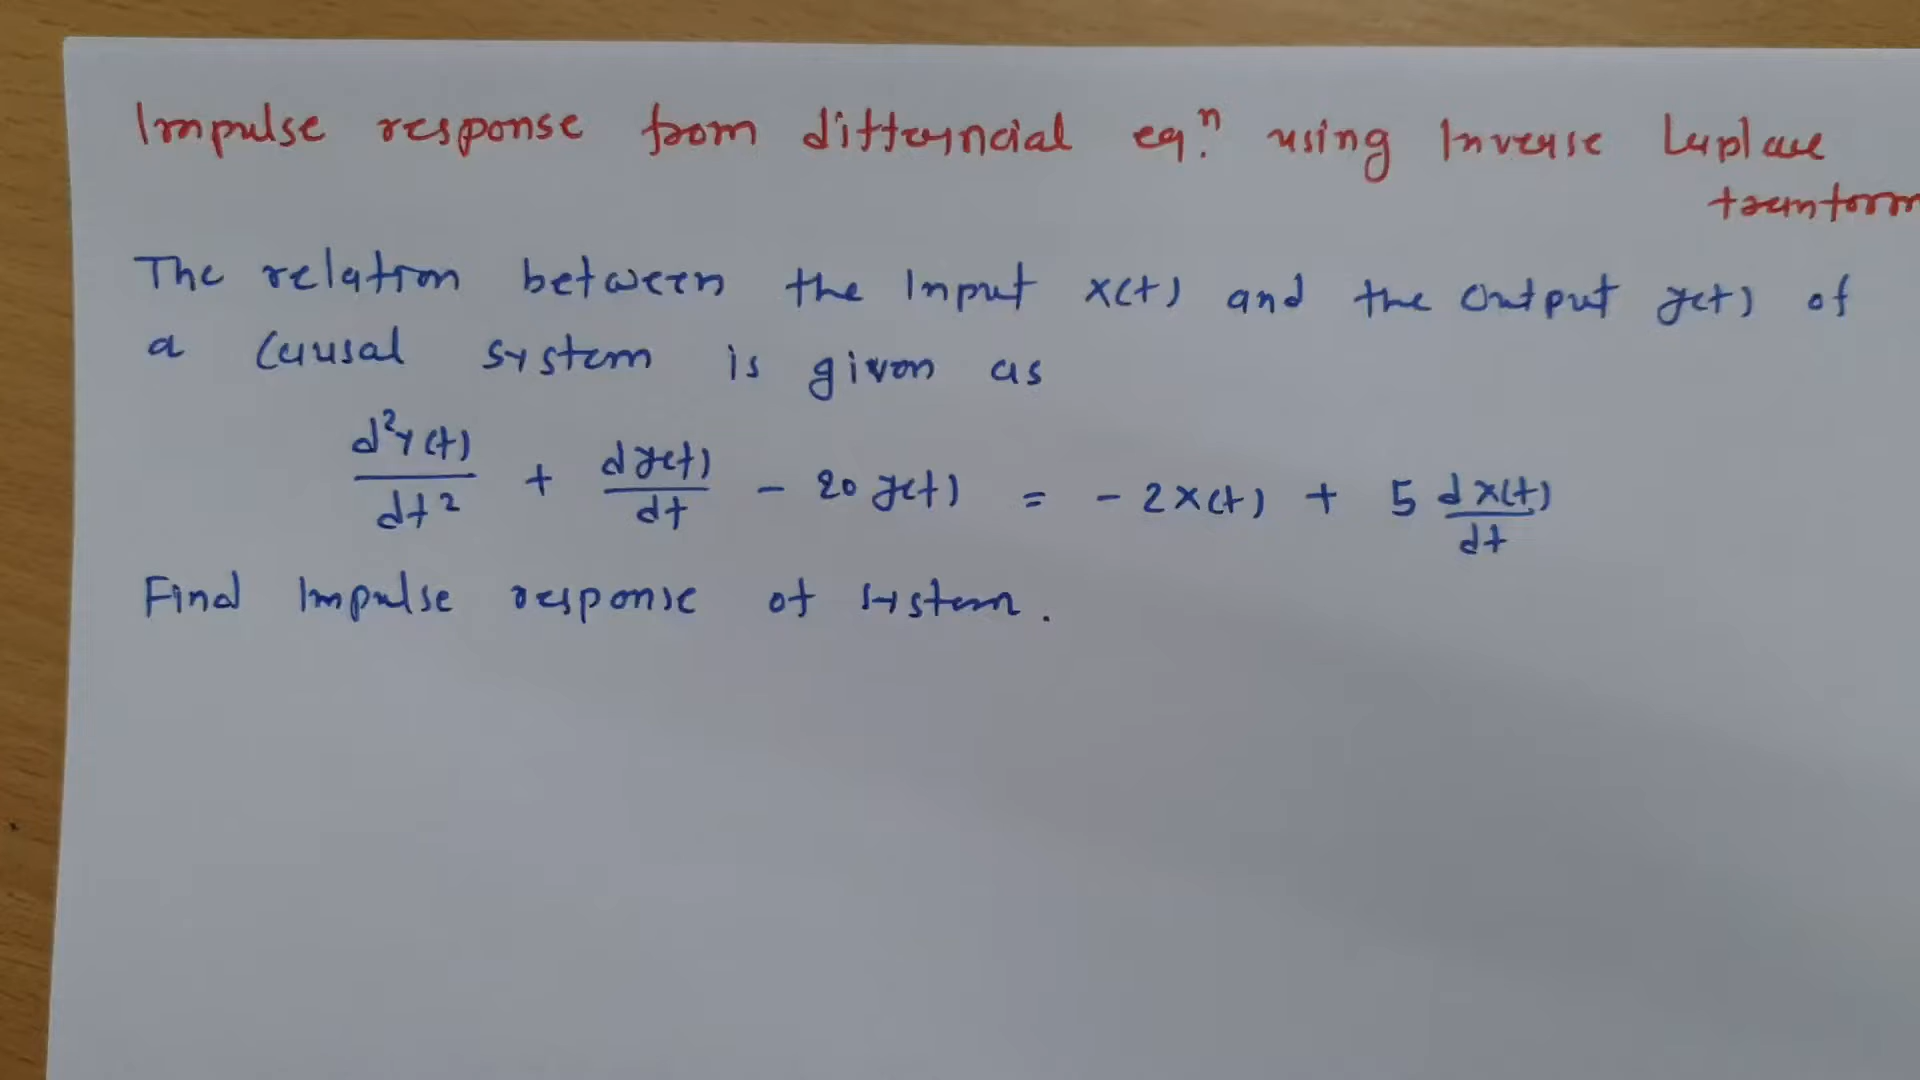 Impulse response from differncial eqn. using Inverse Laplace
transform
The relation between the Input x(t) and the output y(t) of
a causal system is given as
d²y(t)/dt² + dy(t)/dt - 20 y(t) = - 2x(t) + 5 dx(t)/dt
Find Impulse response of system.